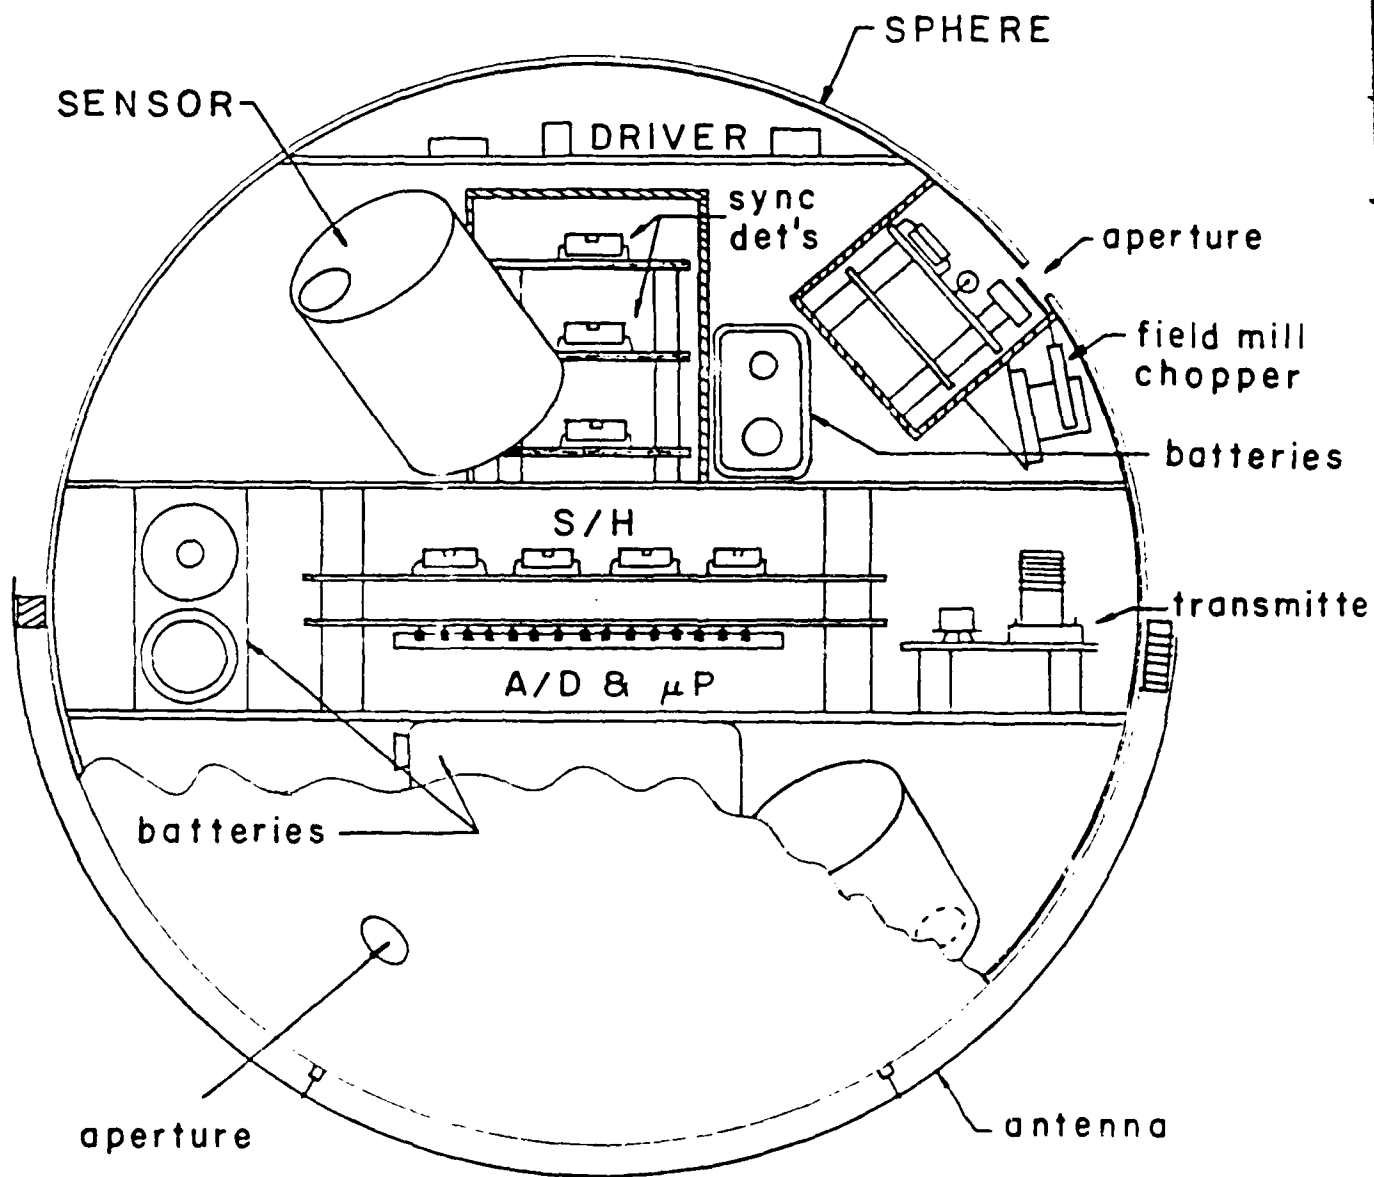 SPHERE
SENSOR
DRIVER
sync
det's
aperture
field mill
chopper
batteries
S/H
transmitte
A/D & μP
batteries
aperture
antenna